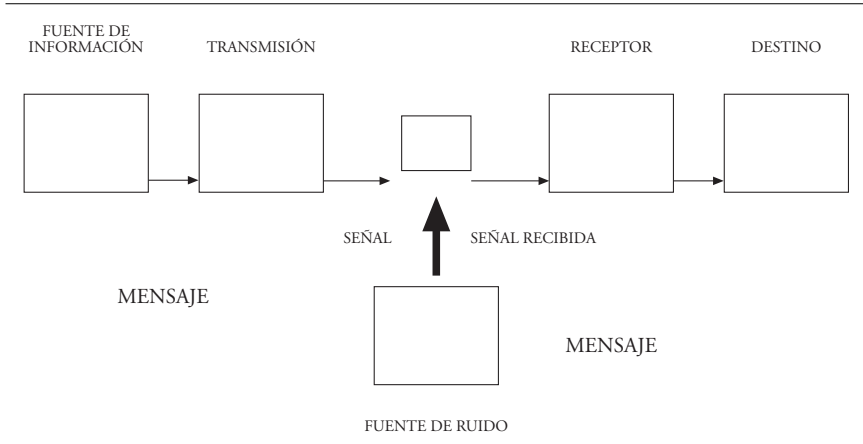 FUENTE DE
INFORMACIÓN
TRANSMISIÓN
RECEPTOR
DESTINO
SEÑAL
SEÑAL RECIBIDA
MENSAJE
MENSAJE
FUENTE DE RUIDO